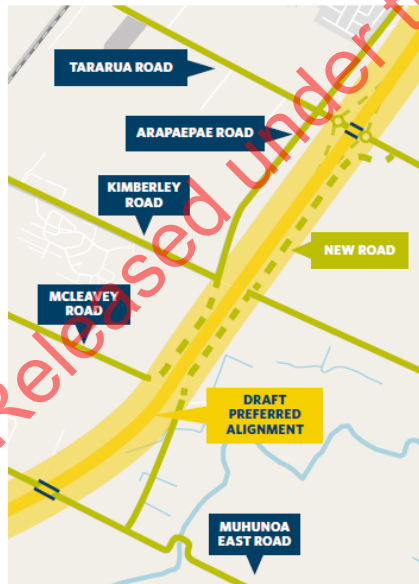 TARARUA ROAD
ARAPAEPAE ROAD
KIMBERLEY
ROAD
NEW ROAD
MCLEAVEY
ROAD
DRAFT
PREFERRED
ALIGNMENT
MUHUNOA
EAST ROAD
Released under t